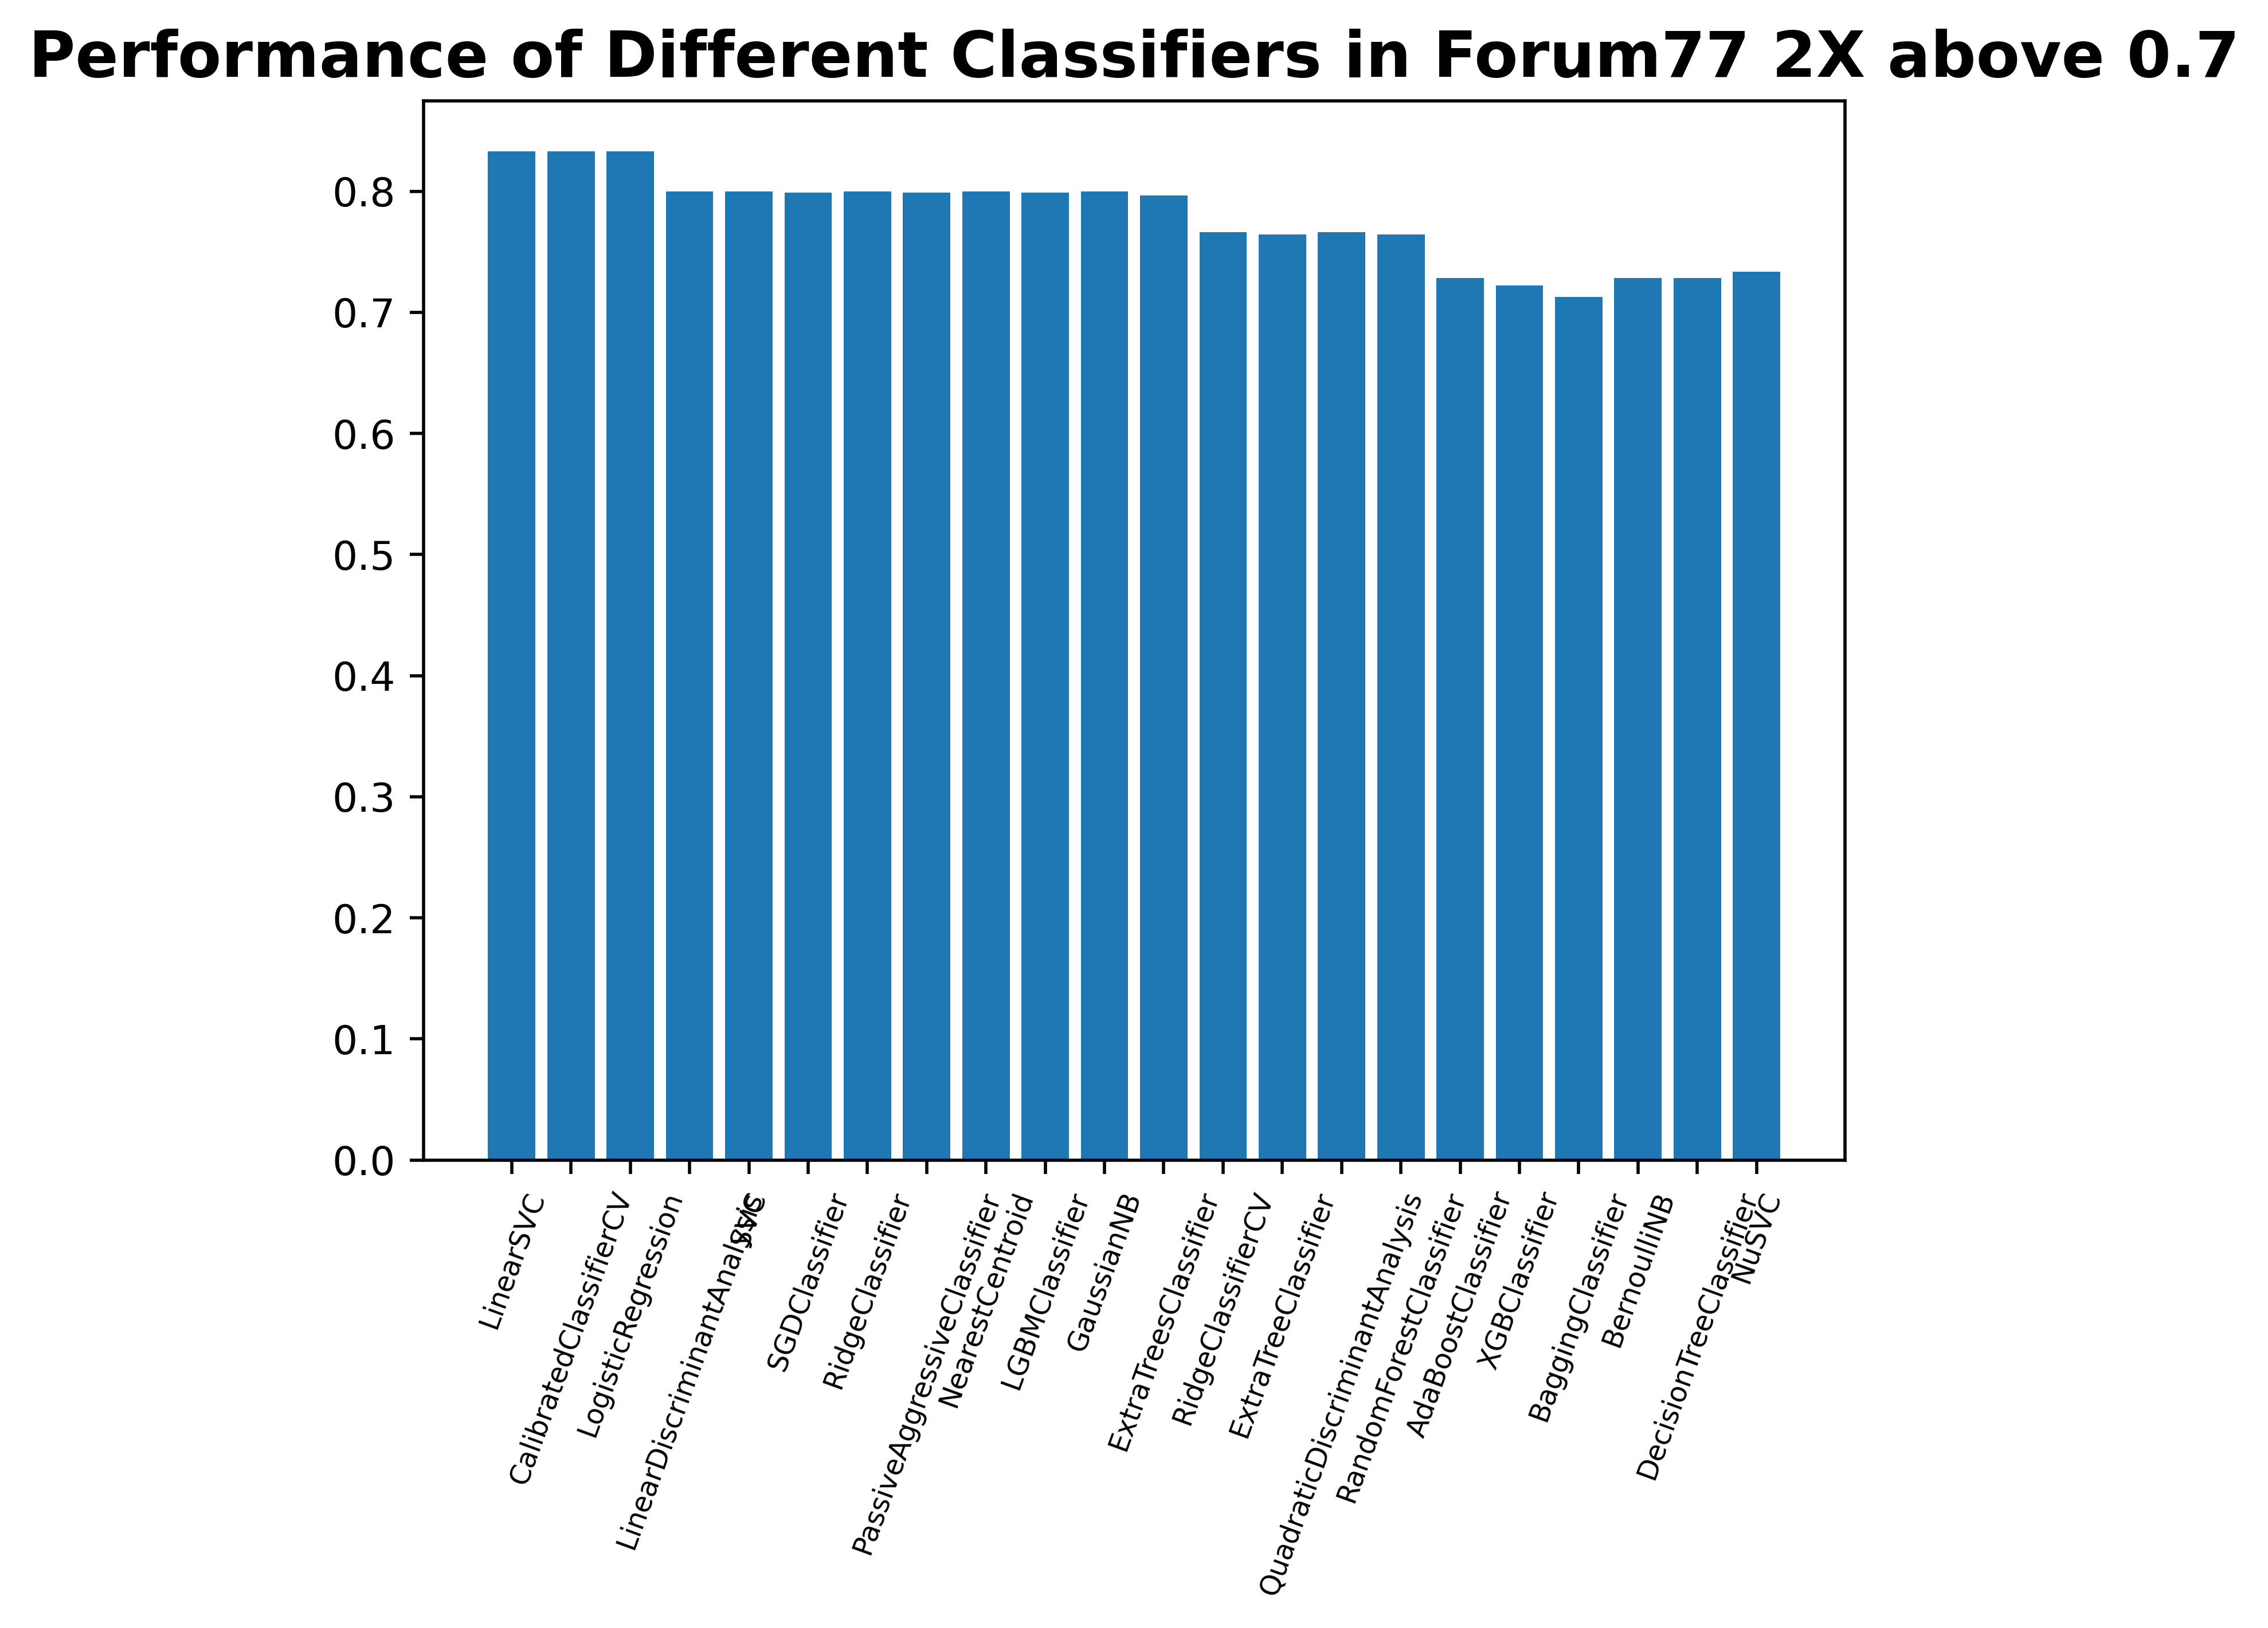 Performance of Different Classifiers in Forum77 2X above 0.7
0.8
0.7
0.6
0.5
0.4
0.3
0.2
0.1
0.0
LinearSVC
CalibratedClassifierCV
LogisticRegression
LinearDiscriminantAnalysis
SVC
SGDClassifier
RidgeClassifier
PassiveAggressiveClassifier
NearestCentroid
LGBMClassifier
GaussianNB
ExtraTreesClassifier
RidgeClassifierCV
ExtraTreeClassifier
QuadraticDiscriminantAnalysis
RandomForestClassifier
AdaBoostClassifier
XGBClassifier
BaggingClassifier
BernoulliNB
DecisionTreeClassifier
NuSVC